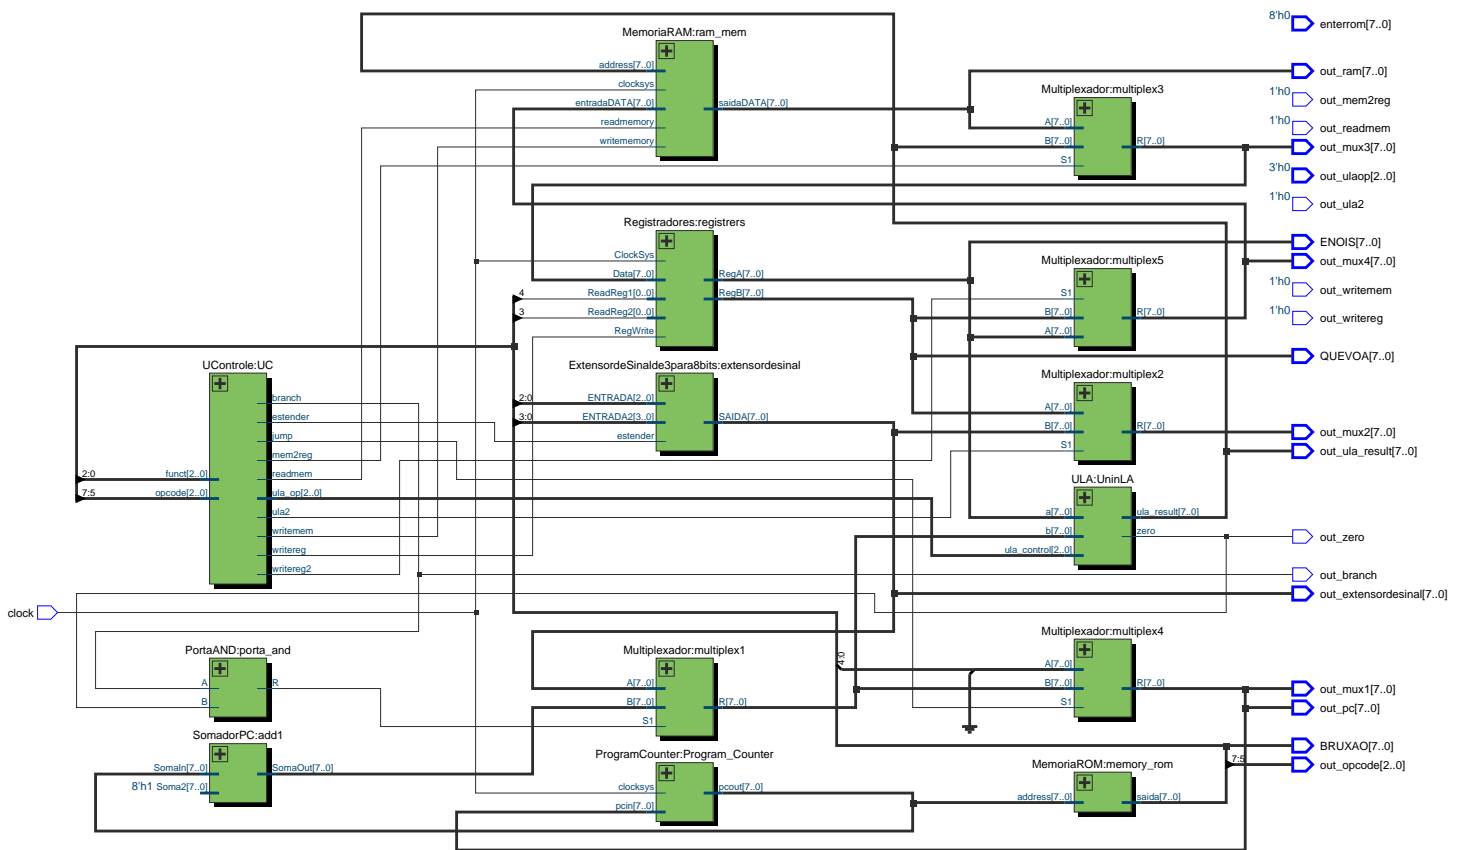 8'h0
enterrom[7..0]
MemoriaRAM:ram_mem
address[7..0]
clocksys
entradaDATA[7..0]
readmemory
writememory
saidaDATA[7..0]
out_ram[7..0]
Multiplexador:multiplex3
A[7..0]
B[7..0]
S1
R[7..0]
1'h0
out_mem2reg
1'h0
out_readmem
out_mux3[7..0]
3'h0
out_ulaop[2..0]
1'h0
out_ula2
Registradores:registrers
ClockSys
Data[7..0]
4
ReadReg1[0..0]
3
ReadReg2[0..0]
RegWrite
RegA[7..0]
RegB[7..0]
ENOIS[7..0]
Multiplexador:multiplex5
S1
B[7..0]
A[7..0]
R[7..0]
out_mux4[7..0]
1'h0
out_writemem
1'h0
out_writereg
QUEVOA[7..0]
UControle:UC
funct[2..0]
2:0
opcode[2..0]
7:5
branch
estender
jump
mem2reg
readmem
ula_op[2..0]
ula2
writemem
writereg
writereg2
ExtensordeSinalde3para8bits:extensordesinal
2:0
ENTRADA[2..0]
3:0
ENTRADA2[3..0]
estender
SAIDA[7..0]
Multiplexador:multiplex2
A[7..0]
B[7..0]
S1
R[7..0]
out_mux2[7..0]
out_ula_result[7..0]
ULA:UninLA
a[7..0]
b[7..0]
ula_control[2..0]
ula_result[7..0]
zero
out_zero
out_branch
out_extensordesinal[7..0]
clock
PortaAND:porta_and
A
B
R
Multiplexador:multiplex1
A[7..0]
B[7..0]
S1
R[7..0]
Multiplexador:multiplex4
4:0
A[7..0]
B[7..0]
S1
R[7..0]
out_mux1[7..0]
out_pc[7..0]
SomadorPC:add1
SomaIn[7..0]
8'h1 Soma2[7..0]
SomaOut[7..0]
ProgramCounter:Program_Counter
clocksys
pcin[7..0]
pcout[7..0]
MemoriaROM:memory_rom
address[7..0]
saida[7..0]
BRUXAO[7..0]
7:5
out_opcode[2..0]